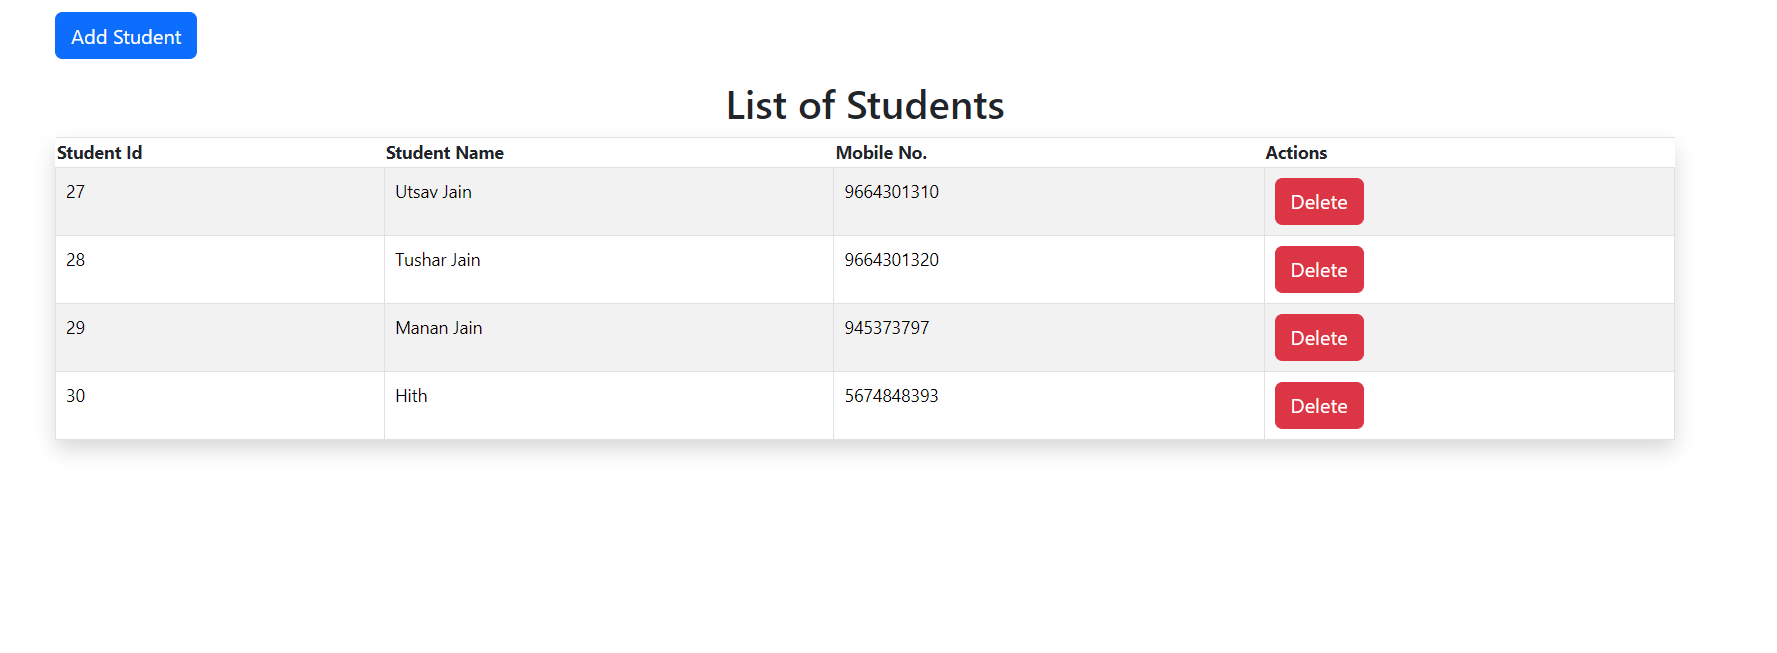 Add Student
List of Students
Student Id Student Name Mobile No. Actions
27 Utsav Jain 9664301310 Delete
28 Tushar Jain 9664301320 Delete
29 Manan Jain 945373797 Delete
30 Hith 5674848393 Delete